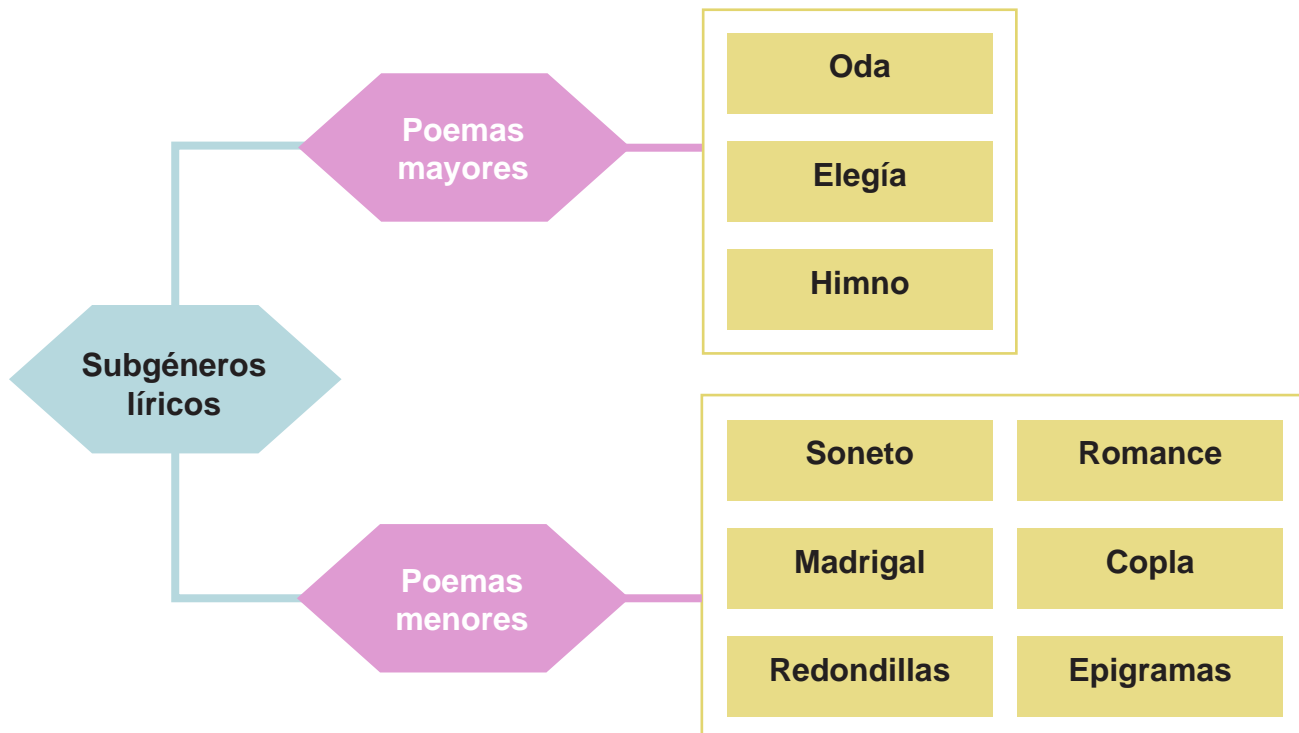 Subgéneros
líricos
Poemas
mayores
Oda
Elegía
Himno
Poemas
menores
Soneto
Romance
Madrigal
Copla
Redondillas
Epigramas